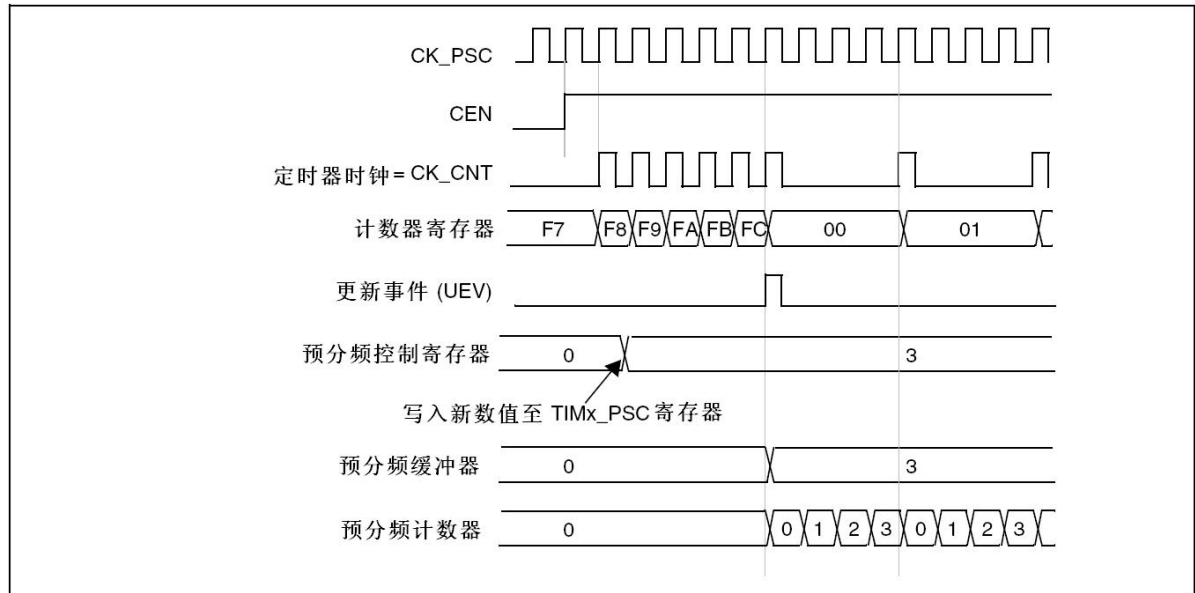 CK_PSC
CEN
定时器时钟 = CK_CNT
计数器寄存器 F7 F8 F9 FA FB FC 00 01
更新事件 (UEV)
预分频控制寄存器 0 3
写入新数值至 TIMx_PSC 寄存器
预分频缓冲器 0 3
预分频计数器 0 0 1 2 3 0 1 2 3